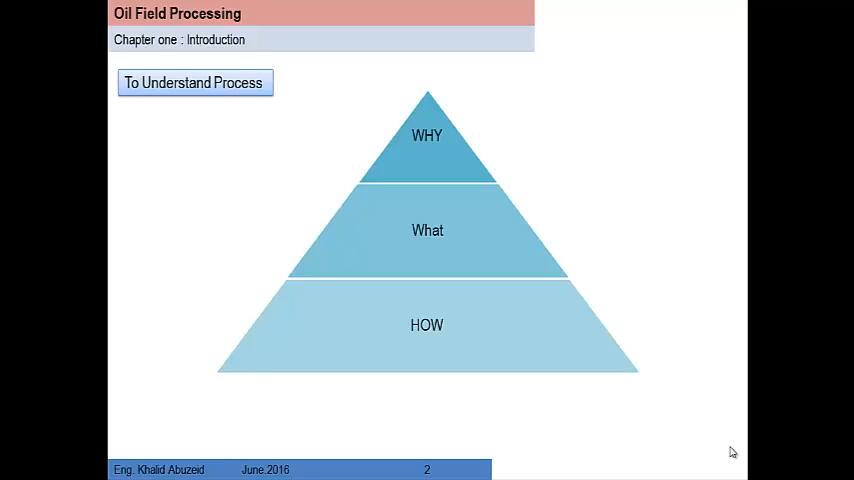 Oil Field Processing
Chapter one : Introduction
To Understand Process
WHY
What
HOW
Eng. Khalid Abuzeid June.2016 2